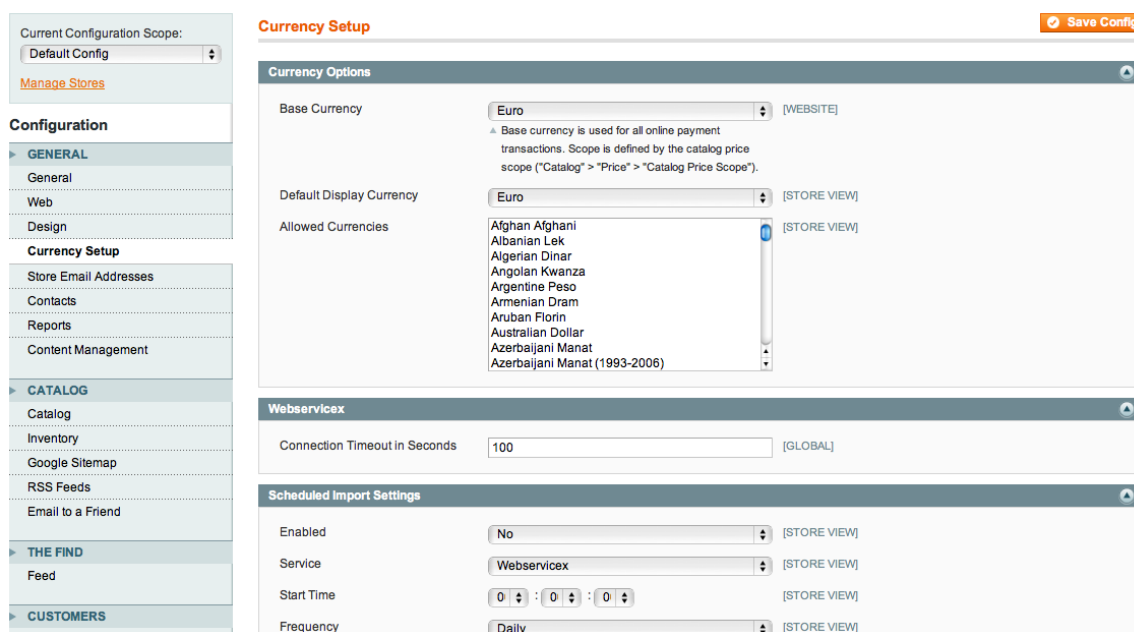 Current Configuration Scope:
Default Config
Manage Stores
Configuration
GENERAL
General
Web
Design
Currency Setup
Store Email Addresses
Contacts
Reports
Content Management
CATALOG
Catalog
Inventory
Google Sitemap
RSS Feeds
Email to a Friend
THE FIND
Feed
CUSTOMERS
Currency Setup
Save Config
Currency Options
Base Currency
Euro
[WEBSITE]
Base currency is used for all online payment
transactions. Scope is defined by the catalog price
scope ("Catalog" > "Price" > "Catalog Price Scope").
Default Display Currency
Euro
[STORE VIEW]
Allowed Currencies
[STORE VIEW]
Afghan Afghani
Albanian Lek
Algerian Dinar
Angolan Kwanza
Argentine Peso
Armenian Dram
Aruban Florin
Australian Dollar
Azerbaijani Manat
Azerbaijani Manat (1993-2006)
Webservicex
Connection Timeout in Seconds
100
[GLOBAL]
Scheduled Import Settings
Enabled
No
[STORE VIEW]
Service
Webservicex
[STORE VIEW]
Start Time
0 : 0 : 0
[STORE VIEW]
Frequency
Daily
[STORE VIEW]